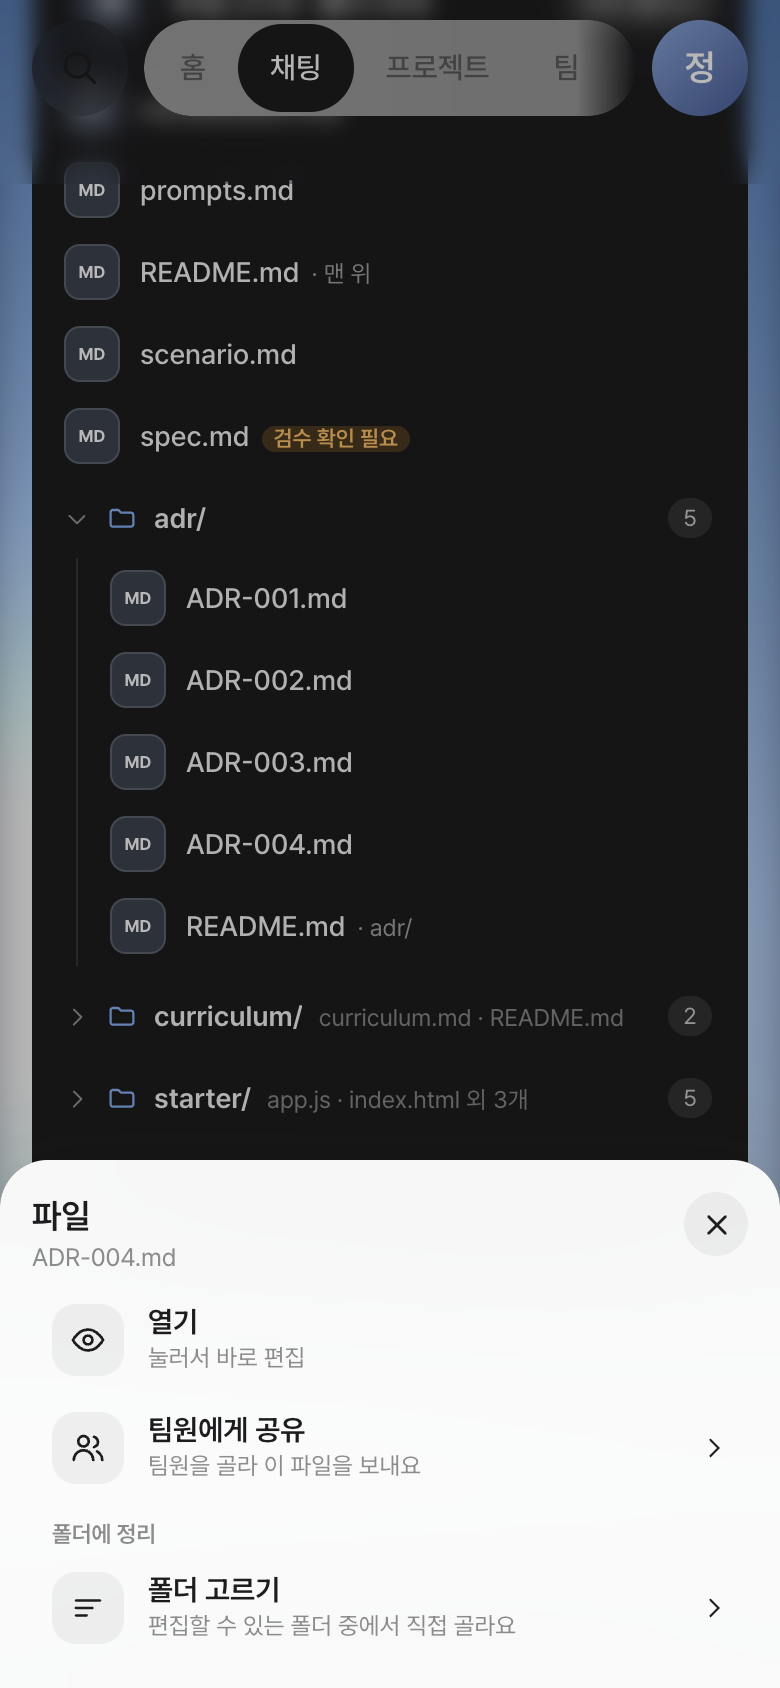 홈 채팅 프로젝트 팀 정
MD prompts.md
MD README.md · 맨 위
MD scenario.md
MD spec.md 검수 확인 필요
adr/ 5
MD ADR-001.md
MD ADR-002.md
MD ADR-003.md
MD ADR-004.md
MD README.md · adr/
curriculum/ curriculum.md · README.md 2
starter/ app.js · index.html 외 3개 5
파일
ADR-004.md
열기
눌러서 바로 편집
팀원에게 공유
팀원을 골라 이 파일을 보내요
폴더에 정리
폴더 고르기
편집할 수 있는 폴더 중에서 직접 골라요